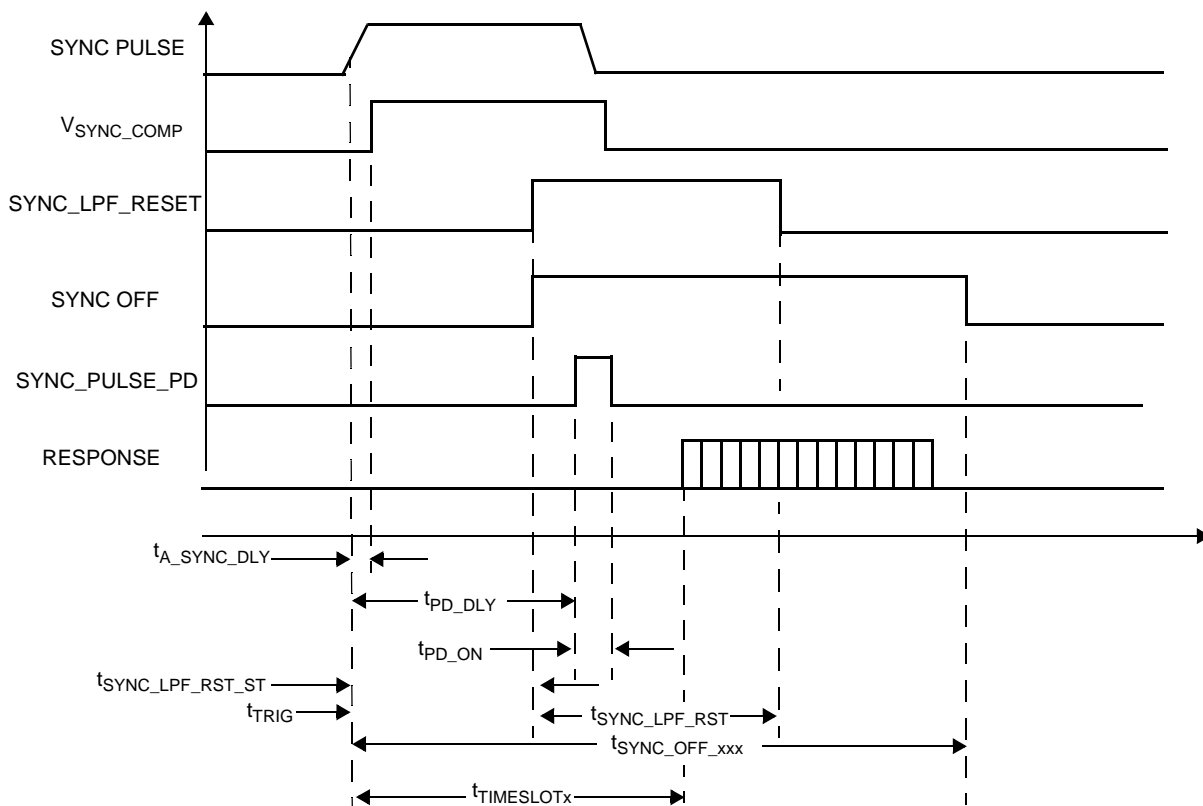 SYNC PULSE
VSYNC_COMP
SYNC_LPF_RESET
SYNC OFF
SYNC_PULSE_PD
RESPONSE
tA_SYNC_DLY
tPD_DLY
tPD_ON
tSYNC_LPF_RST_ST
tTRIG
tSYNC_LPF_RST
tSYNC_OFF_xxx
tTIMESLOTx